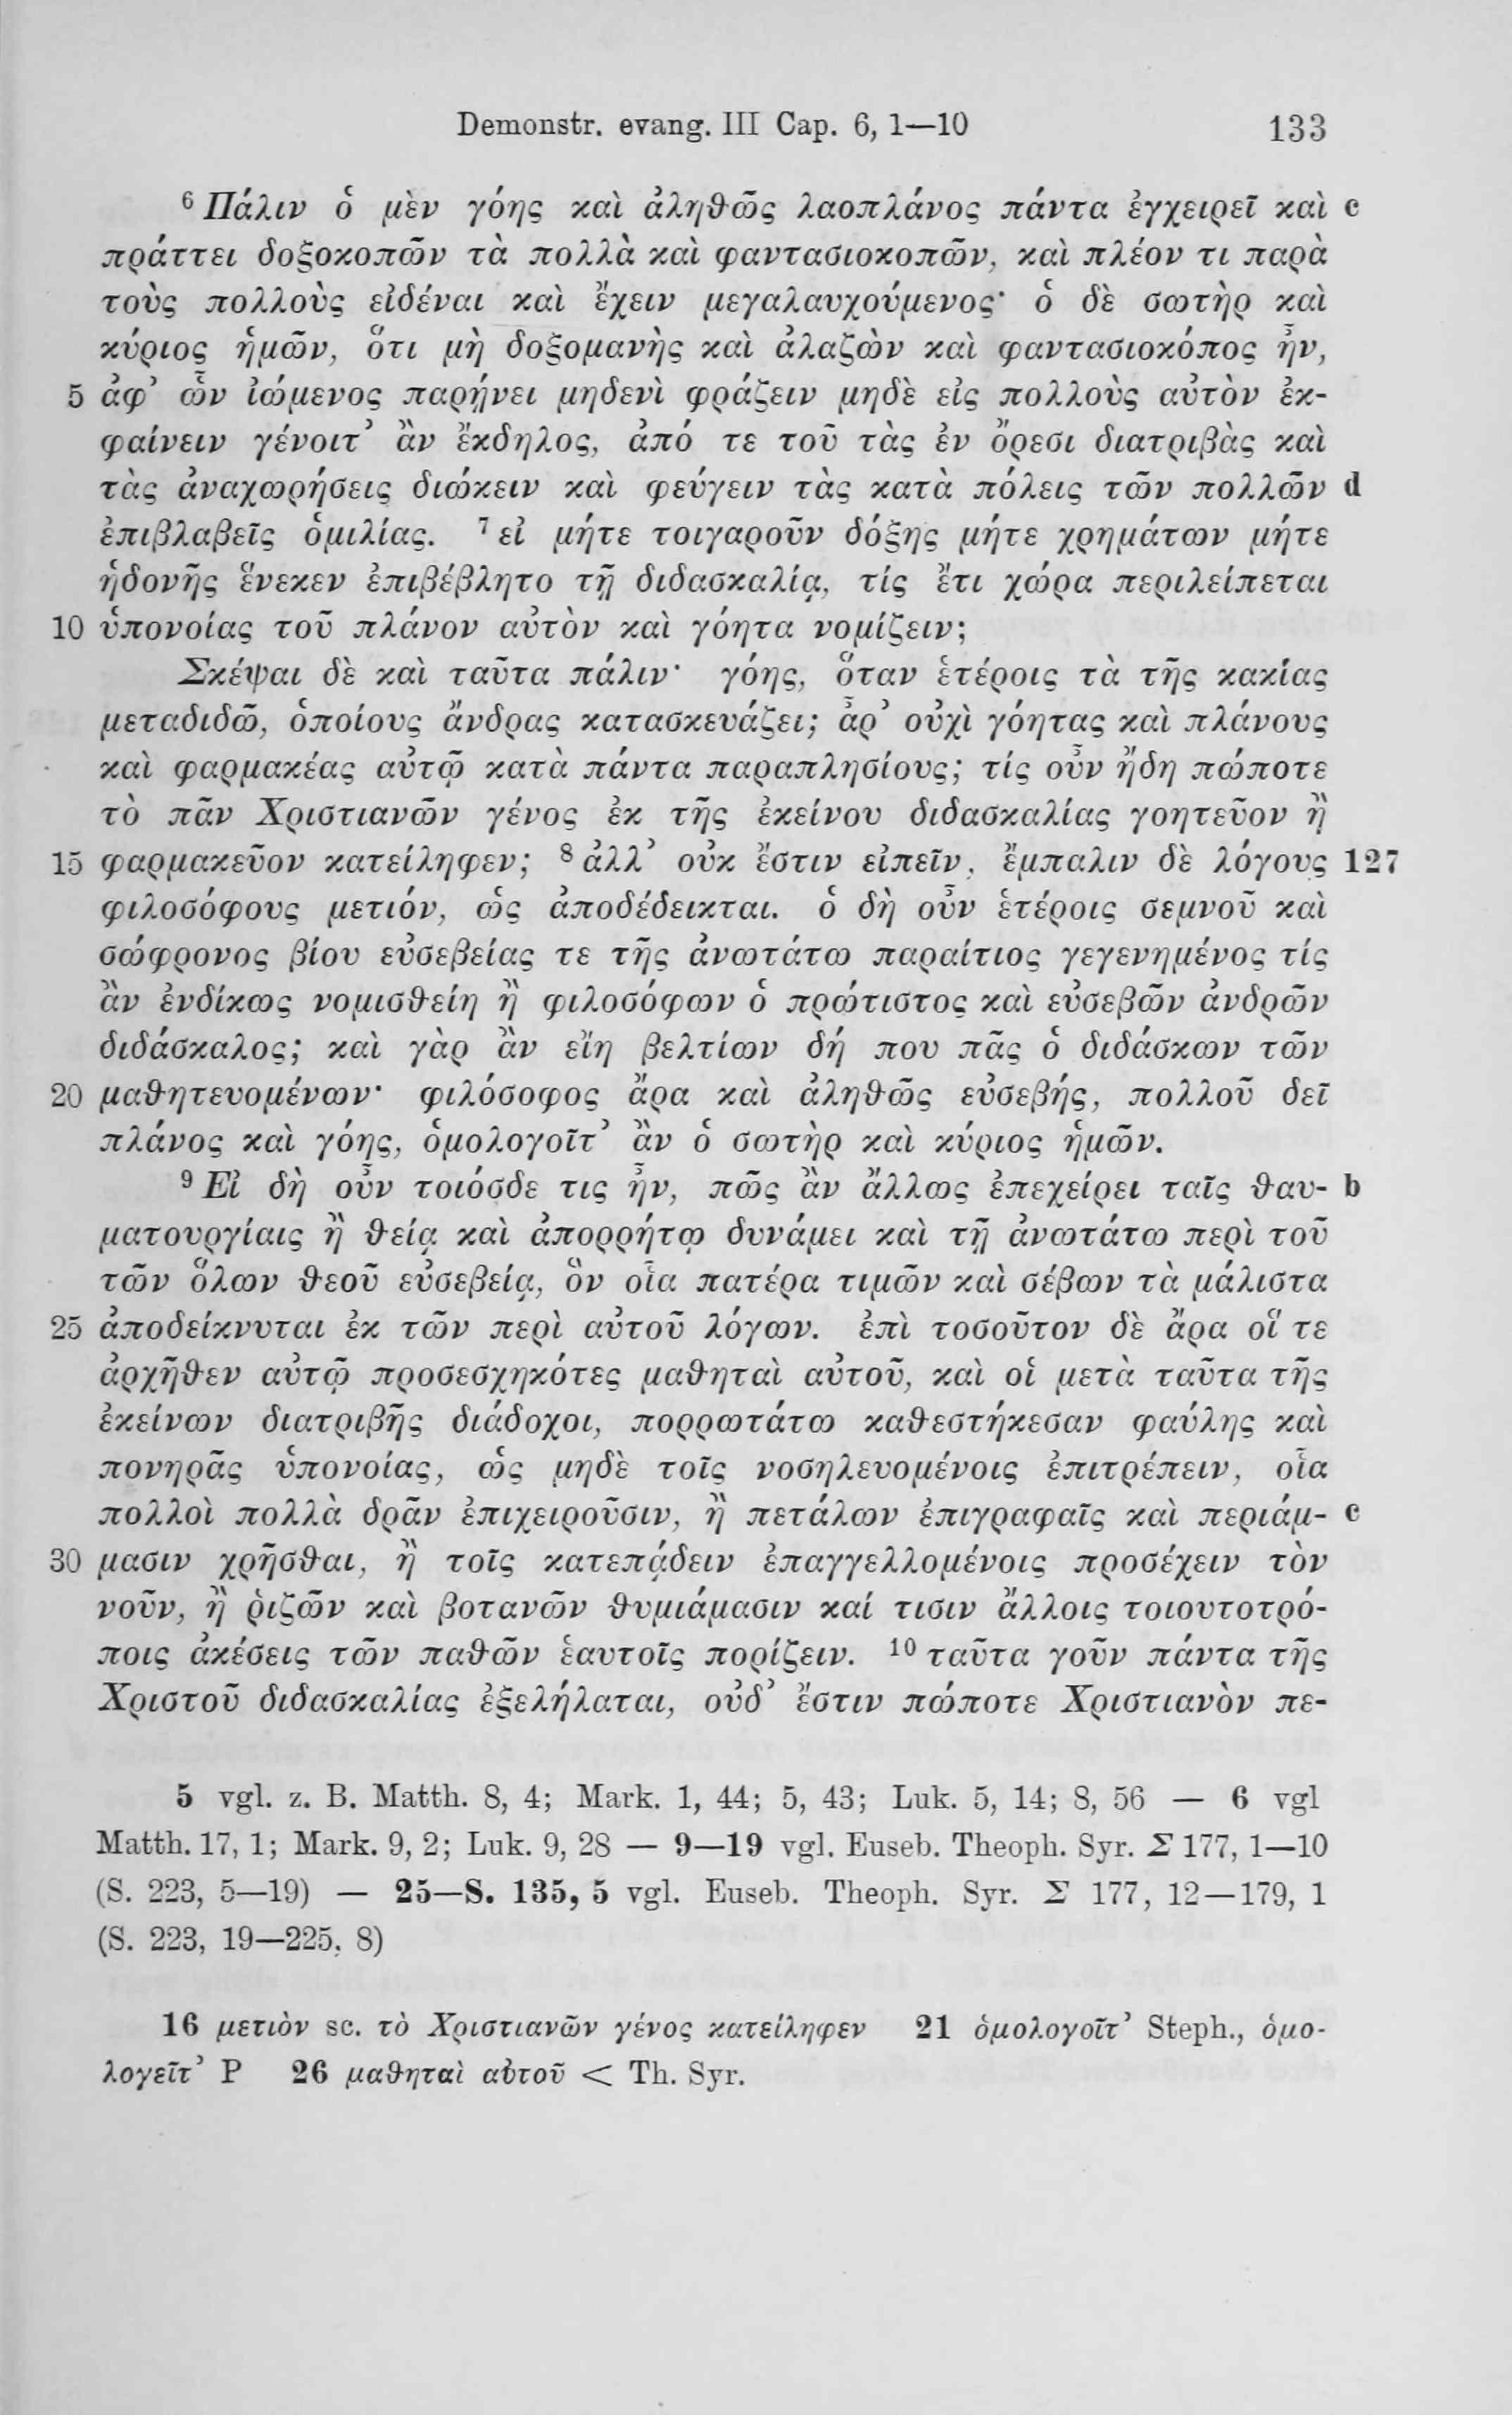 Demonstr. evang. III Cap. 6, 1—10 133
⁶ Πάλιν ὁ μὲν γόης καὶ ἀληθῶς λαοπλάνος πάντα ἐγχειρεῖ καὶ c
πράττει δοξοκοπῶν τὰ πολλὰ καὶ φαντασιοκοπῶν, καὶ πλέον τι παρὰ
τοὺς πολλοὺς εἰδέναι καὶ ἔχειν μεγαλαυχούμενος· ὁ δὲ σωτὴρ καὶ
κύριος ἡμῶν, ὅτι μὴ δοξομανὴς καὶ ἀλαζὼν καὶ φαντασιοκόπος ἦν,
5 ἀφ' ὧν ἰώμενος παρῄνει μηδενὶ φράζειν μηδὲ εἰς πολλοὺς αὐτὸν ἐκ-
φαίνειν γένοιτ' ἂν ἔκδηλος, ἀπό τε τοῦ τὰς ἐν ὄρεσι διατριβὰς καὶ
τὰς ἀναχωρήσεις διώκειν καὶ φεύγειν τὰς κατὰ πόλεις τῶν πολλῶν d
ἐπιβλαβεῖς ὁμιλίας. ⁷ εἰ μήτε τοιγαροῦν δόξης μήτε χρημάτων μήτε
ἡδονῆς ἕνεκεν ἐπιβέβλητο τῇ διδασκαλίᾳ, τίς ἔτι χώρα περιλείπεται
10 ὑπονοίας τοῦ πλάνον αὐτὸν καὶ γόητα νομίζειν;
Σκέψαι δὲ καὶ ταῦτα πάλιν· γόης, ὅταν ἑτέροις τὰ τῆς κακίας
μεταδιδῶ, ὁποίους ἄνδρας κατασκευάζει; ἆρ' οὐχὶ γόητας καὶ πλάνους
καὶ φαρμακέας αὐτῷ κατὰ πάντα παραπλησίους; τίς οὖν ἤδη πώποτε
τὸ πᾶν Χριστιανῶν γένος ἐκ τῆς ἐκείνου διδασκαλίας γοητεῦον ἢ
15 φαρμακεῦον κατείληφεν; ⁸ ἀλλ' οὐκ ἔστιν εἰπεῖν, ἔμπαλιν δὲ λόγους 127
φιλοσόφους μετιόν, ὡς ἀποδέδεικται. ὁ δὴ οὖν ἑτέροις σεμνοῦ καὶ
σώφρονος βίου εὐσεβείας τε τῆς ἀνωτάτω παραίτιος γεγενημένος τίς
ἂν ἐνδίκως νομισθείη ἢ φιλοσόφων ὁ πρώτιστος καὶ εὐσεβῶν ἀνδρῶν
διδάσκαλος; καὶ γὰρ ἂν εἴη βελτίων δή που πᾶς ὁ διδάσκων τῶν
20 μαθητευομένων· φιλόσοφος ἄρα καὶ ἀληθῶς εὐσεβής, πολλοῦ δεῖ
πλάνος καὶ γόης, ὁμολογοῖτ' ἂν ὁ σωτὴρ καὶ κύριος ἡμῶν.
⁹ Εἰ δὴ οὖν τοιόσδε τις ἦν, πῶς ἂν ἄλλως ἐπεχείρει ταῖς θαυ- b
ματουργίαις ἢ θείᾳ καὶ ἀπορρήτῳ δυνάμει καὶ τῇ ἀνωτάτω περὶ τοῦ
τῶν ὅλων θεοῦ εὐσεβείᾳ, ὃν οἷα πατέρα τιμῶν καὶ σέβων τὰ μάλιστα
25 ἀποδείκνυται ἐκ τῶν περὶ αὐτοῦ λόγων. ἐπὶ τοσοῦτον δὲ ἄρα οἵ τε
ἀρχῆθεν αὐτῷ προσεσχηκότες μαθηταὶ αὐτοῦ, καὶ οἱ μετὰ ταῦτα τῆς
ἐκείνων διατριβῆς διάδοχοι, πορρωτάτω καθεστήκεσαν φαύλης καὶ
πονηρᾶς ὑπονοίας, ὡς μηδὲ τοῖς νοσηλευομένοις ἐπιτρέπειν, οἷα
πολλοὶ πολλὰ δρᾶν ἐπιχειροῦσιν, ἢ πετάλων ἐπιγραφαῖς καὶ περιάμ- c
30 μασιν χρῆσθαι, ἢ τοῖς κατεπᾴδειν ἐπαγγελλομένοις προσέχειν τὸν
νοῦν, ἢ ῥιζῶν καὶ βοτανῶν θυμιάμασιν καί τισιν ἄλλοις τοιουτοτρό-
ποις ἀκέσεις τῶν παθῶν ἑαυτοῖς πορίζειν. ¹⁰ ταῦτα γοῦν πάντα τῆς
Χριστοῦ διδασκαλίας ἐξελήλαται, οὐδ' ἔστιν πώποτε Χριστιανὸν πε-
5 vgl. z. B. Matth. 8, 4; Mark. 1, 44; 5, 43; Luk. 5, 14; 8, 56 — 6 vgl
Matth. 17, 1; Mark. 9, 2; Luk. 9, 28 — 9—19 vgl. Euseb. Theoph. Syr. Σ 177, 1—10
(S. 223, 5—19) — 25—S. 135, 5 vgl. Euseb. Theoph. Syr. Σ 177, 12—179, 1
(S. 223, 19—225, 8)
16 μετιὸν sc. τὸ Χριστιανῶν γένος κατείληφεν 21 ὁμολογοῖτ' Steph., ὁμο-
λογεῖτ' P 26 μαθηταὶ αὐτοῦ < Th. Syr.